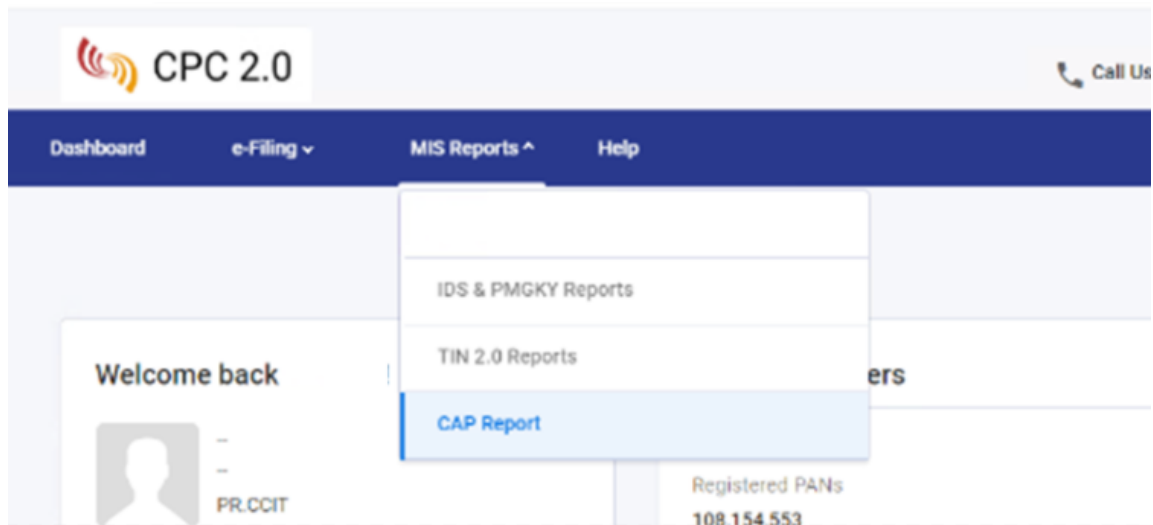 CPC 2.0
Call Us
Dashboard e-Filing MIS Reports Help
IDS & PMGKY Reports
TIN 2.0 Reports
Welcome back
ers
CAP Report
–
–
PR.CCIT
Registered PANs
108,154,553